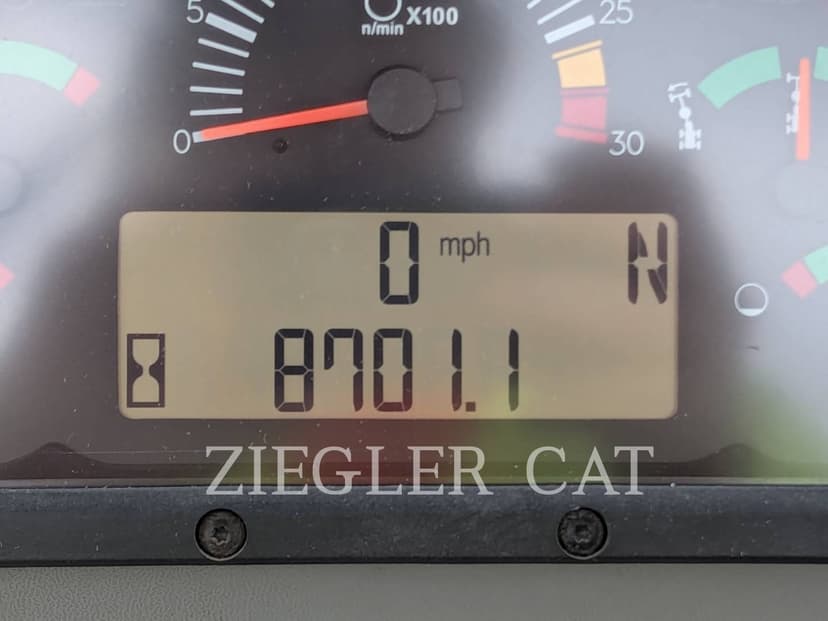 5 25
n/min X100
0 30
0 mph N
8701.1
ZIEGLER CAT